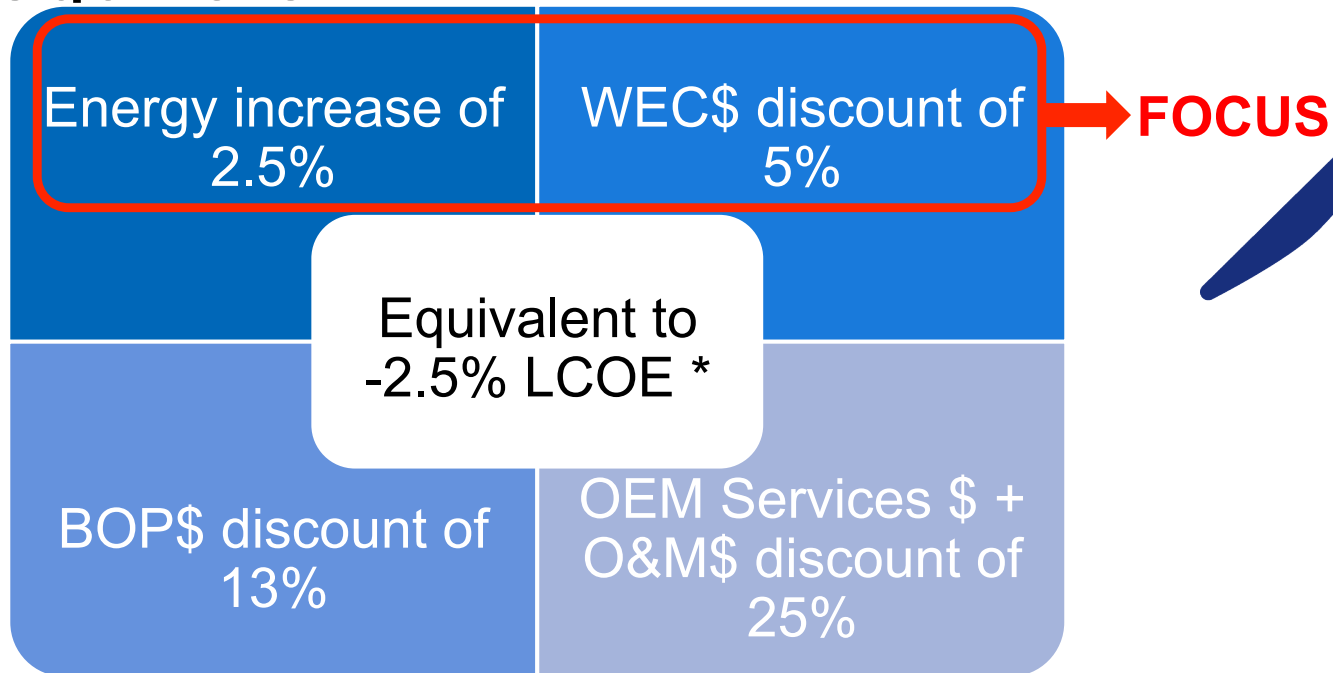 Energy increase of
2.5%
WEC$ discount of
5%
FOCUS
Equivalent to
-2.5% LCOE *
BOP$ discount of
13%
OEM Services $ +
O&M$ discount of
25%